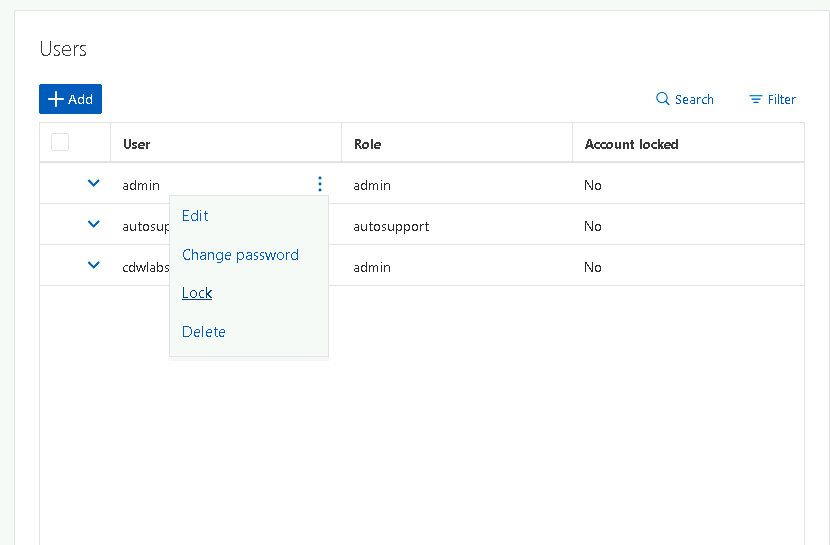 Users
Add
Search
Filter
User
Role
Account locked
admin
admin
No
autosup
autosupport
No
cdwlabs
admin
No
Edit
Change password
Lock
Delete